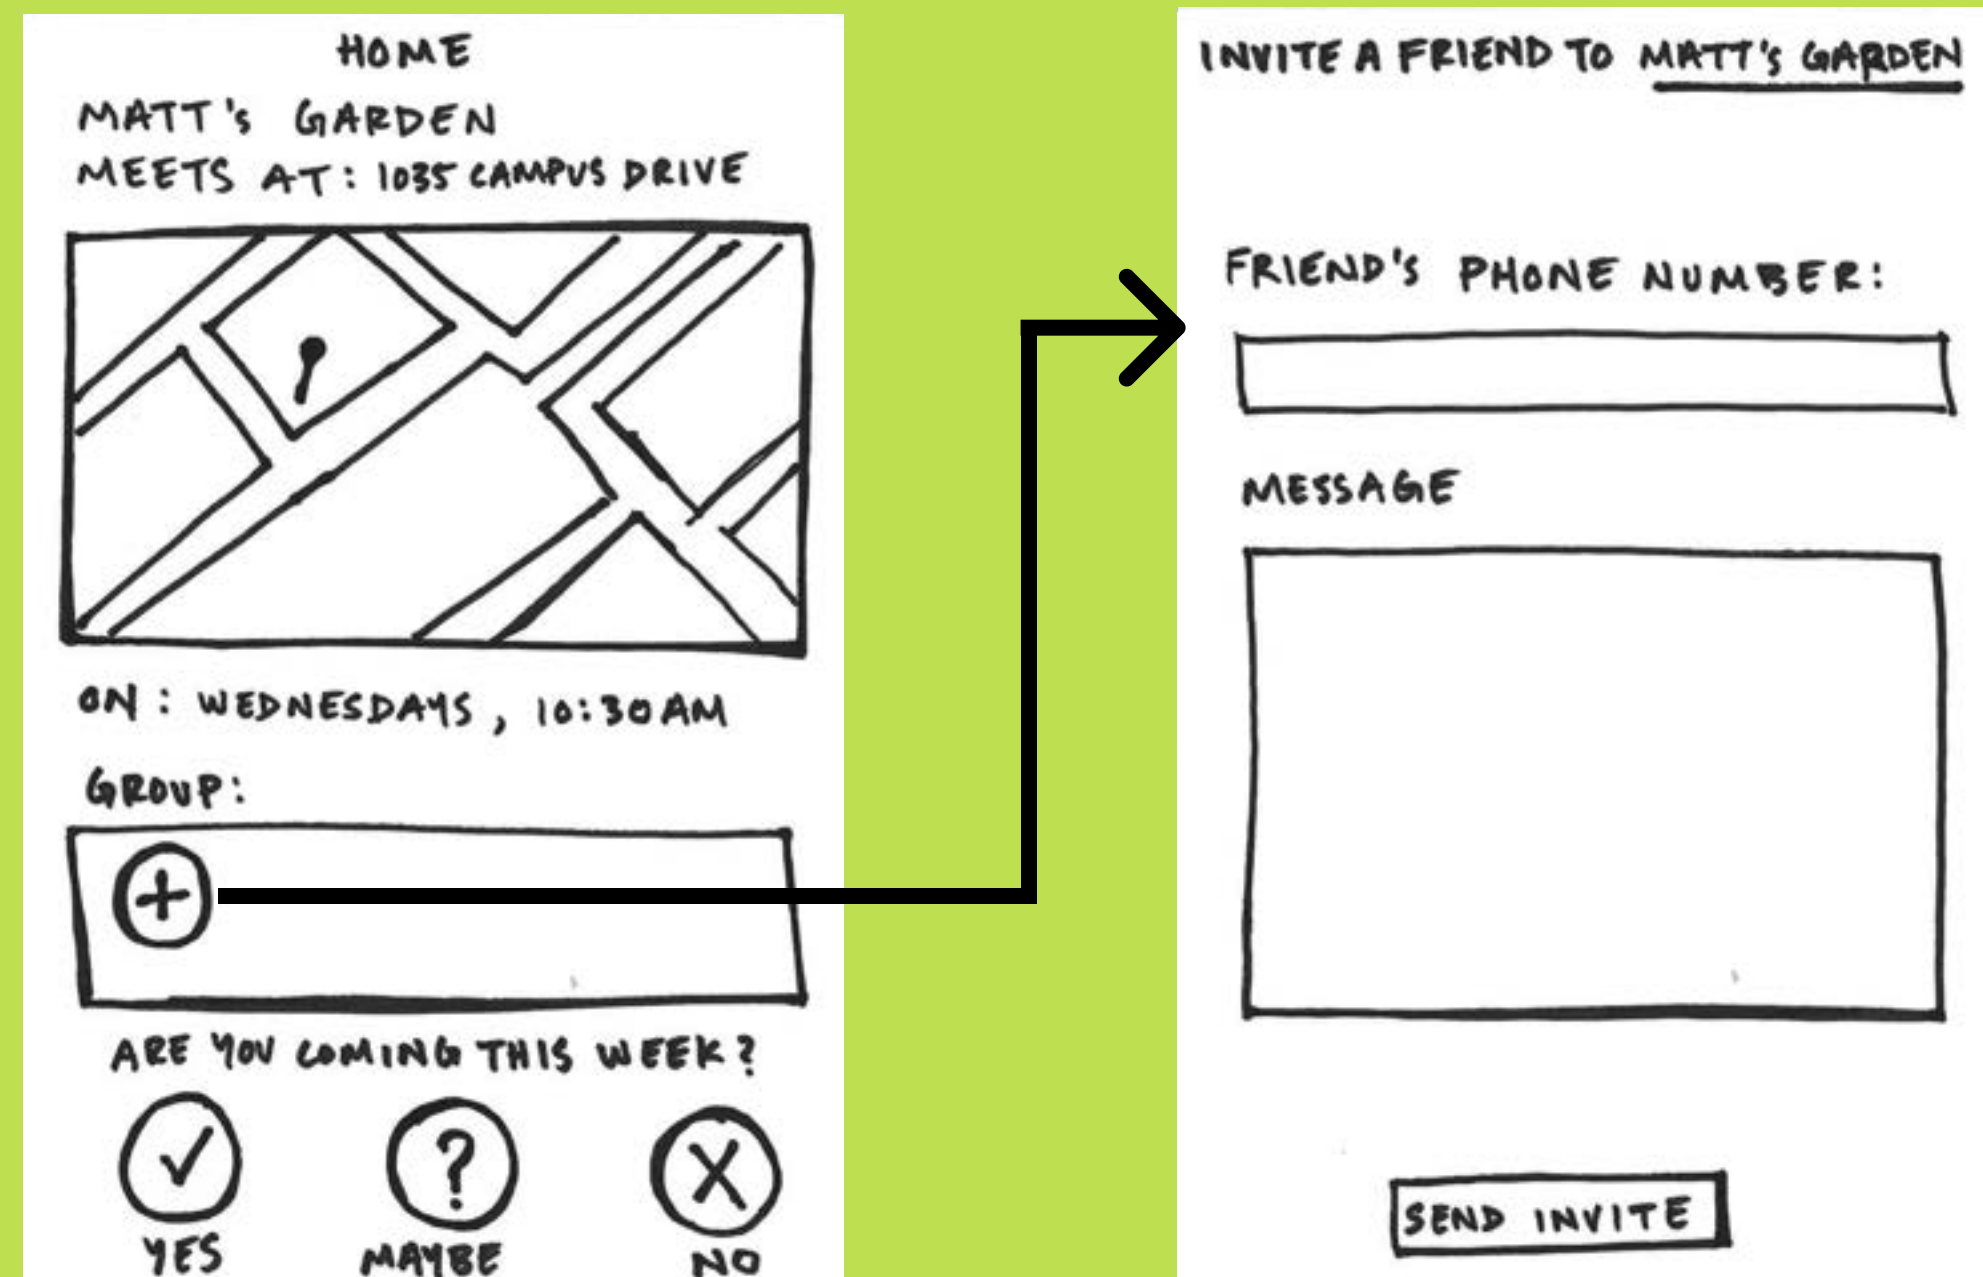 HOME
MATT's GARDEN
MEETS AT: 1035 CAMPUS DRIVE
ON: WEDNESDAYS, 10:30AM
GROUP:
+
ARE YOU COMING THIS WEEK?
?
YES MAYBE NO
INVITE A FRIEND TO MATT's GARDEN
FRIEND'S PHONE NUMBER:
MESSAGE
SEND INVITE